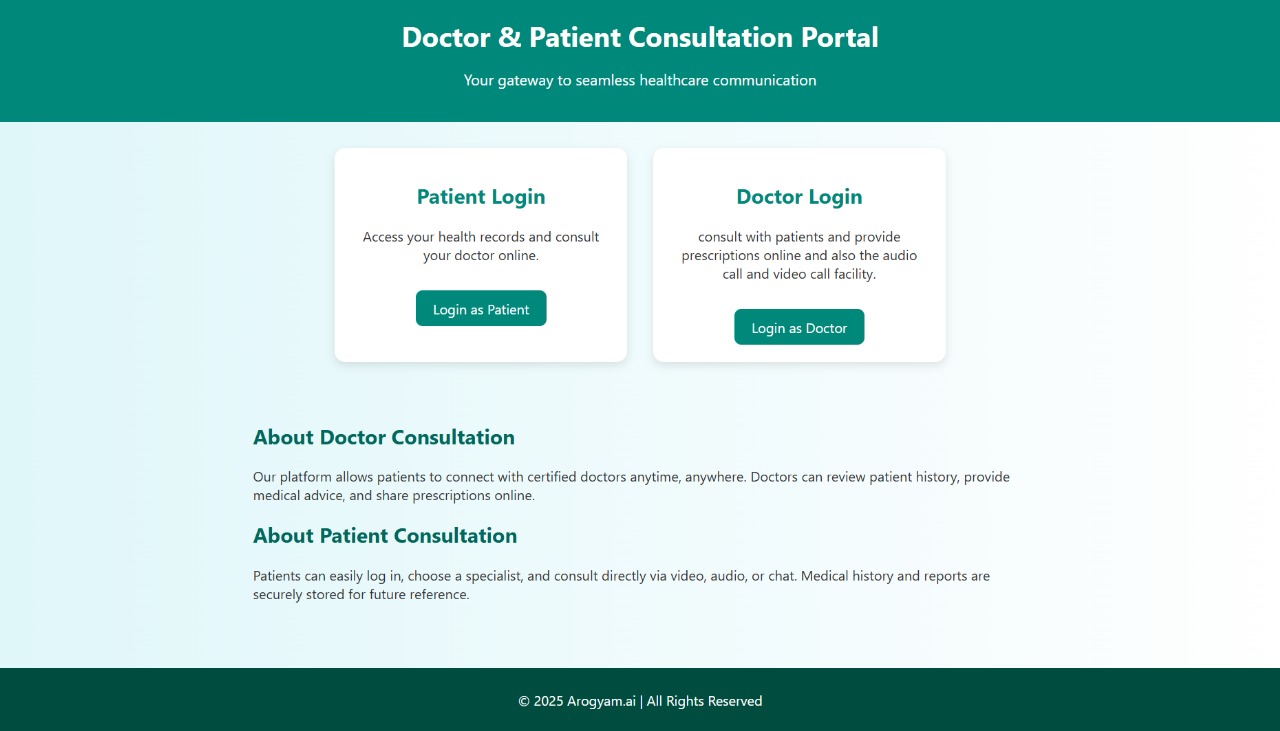 Doctor & Patient Consultation Portal
Your gateway to seamless healthcare communication
Patient Login
Access your health records and consult
your doctor online.
Login as Patient
Doctor Login
consult with patients and provide
prescriptions online and also the audio
call and video call facility.
Login as Doctor
About Doctor Consultation
Our platform allows patients to connect with certified doctors anytime, anywhere. Doctors can review patient history, provide
medical advice, and share prescriptions online.
About Patient Consultation
Patients can easily log in, choose a specialist, and consult directly via video, audio, or chat. Medical history and reports are
securely stored for future reference.
© 2025 Arogyam.ai | All Rights Reserved